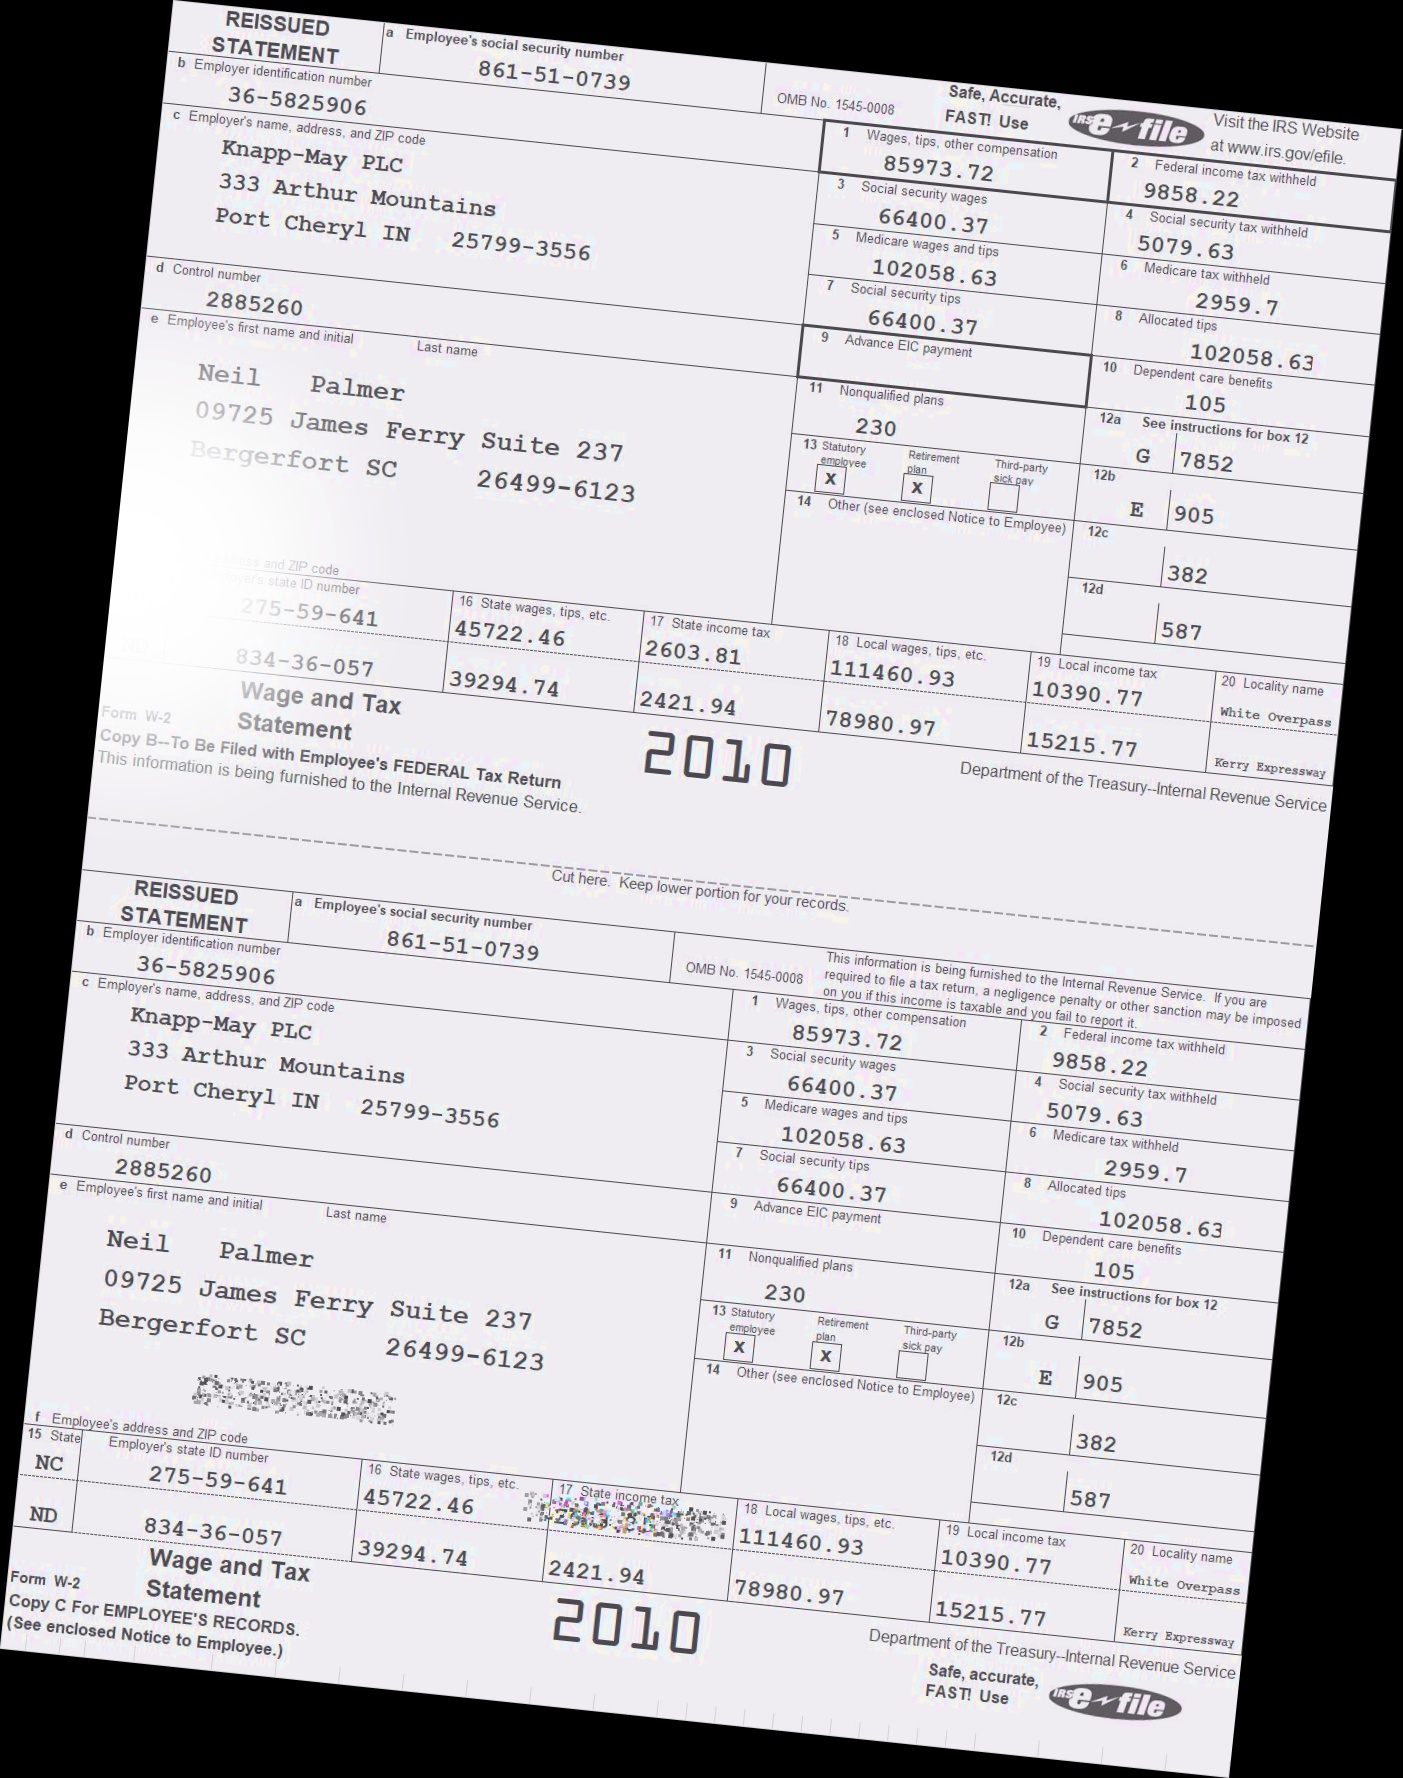 REISSUED
STATEMENT
a Employee's social security number
861-51-0739
OMB No. 1545-0008
Safe, Accurate,
FAST! Use
IRS e-file
Visit the IRS Website
at www.irs.gov/efile.
b Employer identification number
36-5825906
c Employer's name, address, and ZIP code
Knapp-May PLC
333 Arthur Mountains
Port Cheryl IN 25799-3556
1 Wages, tips, other compensation
85973.72
2 Federal income tax withheld
9858.22
3 Social security wages
66400.37
4 Social security tax withheld
5079.63
5 Medicare wages and tips
102058.63
6 Medicare tax withheld
2959.7
d Control number
2885260
7 Social security tips
66400.37
8 Allocated tips
102058.63
e Employee's first name and initial Last name
Neil Palmer
09725 James Ferry Suite 237
Bergerfort SC 26499-6123
9 Advance EIC payment
10 Dependent care benefits
105
11 Nonqualified plans
230
12a See instructions for box 12
G 7852
13 Statutory employee
X
Retirement plan
X
Third-party sick pay
12b
E 905
14 Other (see enclosed Notice to Employee)
12c
382
12d
587
and ZIP code
state ID number
275-59-641
834-36-057
16 State wages, tips, etc.
45722.46
39294.74
17 State income tax
2603.81
2421.94
18 Local wages, tips, etc.
111460.93
78980.97
19 Local income tax
10390.77
15215.77
20 Locality name
White Overpass
Kerry Expressway
Form W-2
Wage and Tax
Statement
2010
Copy B--To Be Filed with Employee's FEDERAL Tax Return
This information is being furnished to the Internal Revenue Service.
Department of the Treasury--Internal Revenue Service
Cut here. Keep lower portion for your records.
REISSUED
STATEMENT
a Employee's social security number
861-51-0739
OMB No. 1545-0008
This information is being furnished to the Internal Revenue Service. If you are
required to file a tax return, a negligence penalty or other sanction may be imposed
on you if this income is taxable and you fail to report it.
b Employer identification number
36-5825906
c Employer's name, address, and ZIP code
Knapp-May PLC
333 Arthur Mountains
Port Cheryl IN 25799-3556
1 Wages, tips, other compensation
85973.72
2 Federal income tax withheld
9858.22
3 Social security wages
66400.37
4 Social security tax withheld
5079.63
5 Medicare wages and tips
102058.63
6 Medicare tax withheld
2959.7
d Control number
2885260
7 Social security tips
66400.37
8 Allocated tips
102058.63
e Employee's first name and initial Last name
Neil Palmer
09725 James Ferry Suite 237
Bergerfort SC 26499-6123
9 Advance EIC payment
10 Dependent care benefits
105
11 Nonqualified plans
230
12a See instructions for box 12
G 7852
13 Statutory employee
X
Retirement plan
X
Third-party sick pay
12b
E 905
14 Other (see enclosed Notice to Employee)
12c
382
12d
587
f Employee's address and ZIP code
15 State Employer's state ID number
NC 275-59-641
ND 834-36-057
16 State wages, tips, etc.
45722.46
39294.74
17 State income tax
2421.94
18 Local wages, tips, etc.
111460.93
78980.97
19 Local income tax
10390.77
15215.77
20 Locality name
White Overpass
Kerry Expressway
Form W-2
Wage and Tax
Statement
2010
Copy C For EMPLOYEE'S RECORDS.
(See enclosed Notice to Employee.)
Department of the Treasury--Internal Revenue Service
Safe, accurate,
FAST! Use
IRS e-file